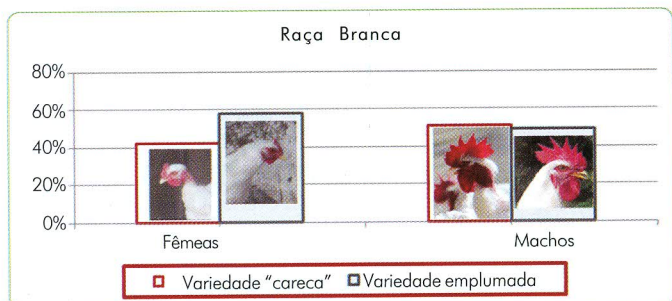 Raça Branca
80%
60%
40%
20%
0%
Fêmeas Machos
Variedade “careca” Variedade emplumada